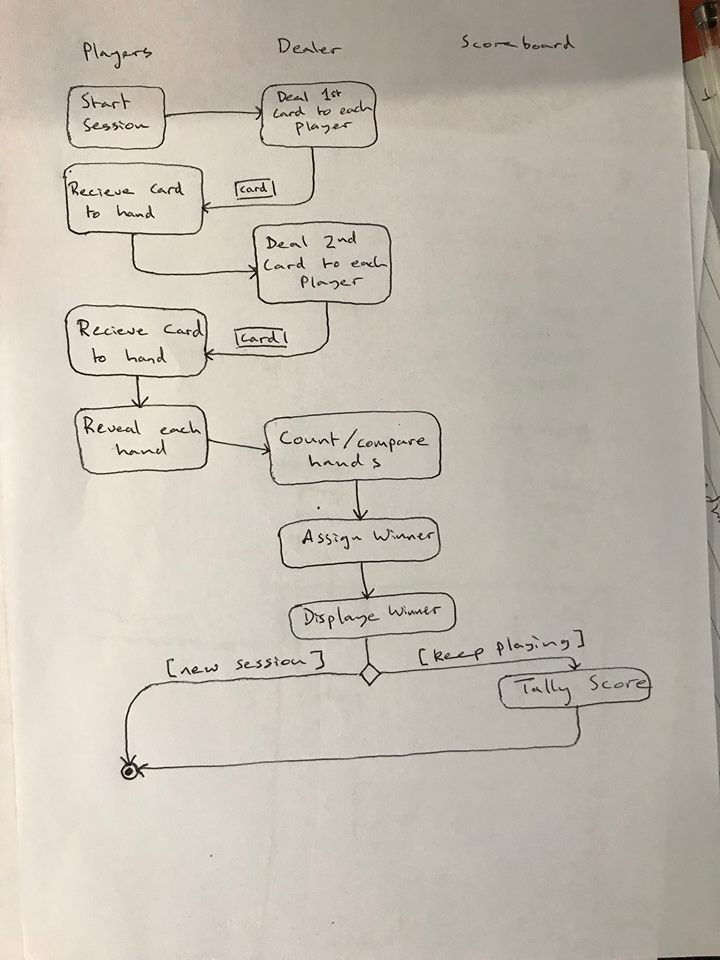 Players
Dealer
Scoreboard
Start
Session
Deal 1st
Card to each
Player
Recieve Card
to hand
card
Deal 2nd
Card to each
Player
Recieve Card
to hand
card
Reveal each
hand
Count/compare
hands
Assign Winner
Displaye Winner
[new session]
[keep playing]
Tally Score